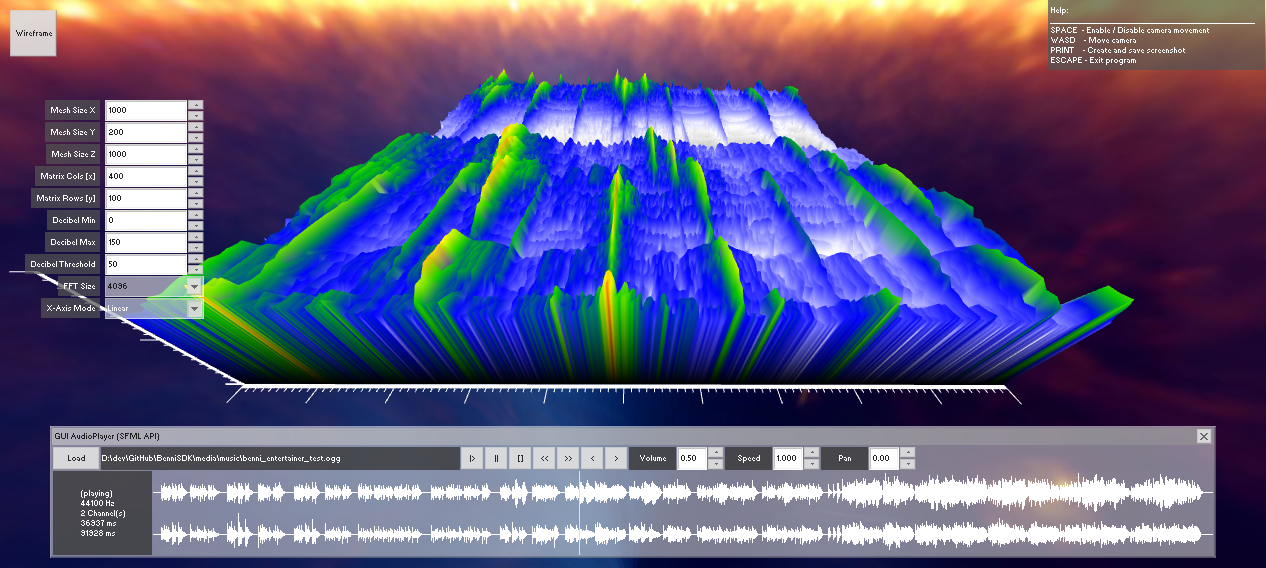 Wireframe
Help:
SPACE - Enable / Disable camera movement
WASD - Move camera
PRINT - Create and save screenshot
ESCAPE - Exit program
Mesh Size X 1000
Mesh Size Y 200
Mesh Size Z 1000
Matrix Cols [x] 400
Matrix Rows [y] 100
Decibel Min 0
Decibel Max 150
Decibel Threshold 50
FFT Size 4096
X-Axis Mode Linear
GUI AudioPlayer (SFML API)
Load D:\dev\GitHub\BenniSDK\media\music\benni_entertainer_test.ogg |> || [] << >> < > Volume 0.50 Speed 1.000 Pan 0.00
(playing)
44100 Hz
2 Channel(s)
36937 ms
91928 ms